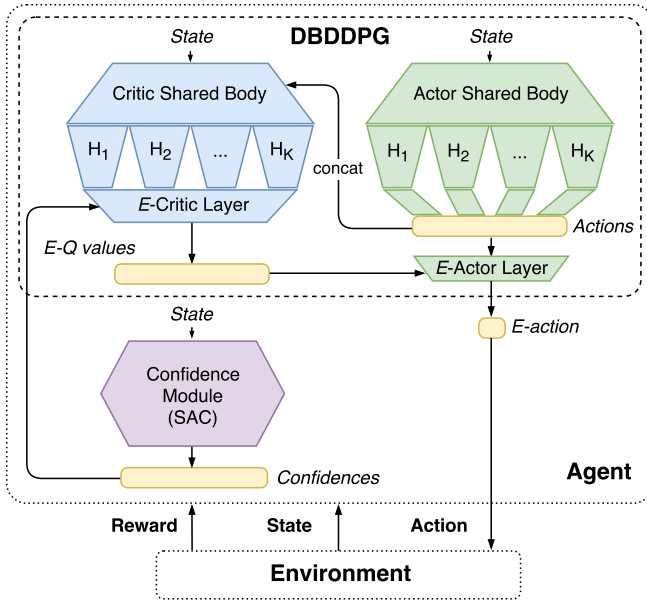 DBDDPG
State
State
Critic Shared Body
Actor Shared Body
H1
H2
...
HK
H1
H2
...
HK
concat
E-Critic Layer
Actions
E-Q values
E-Actor Layer
State
E-action
Confidence
Module
(SAC)
Confidences
Agent
Reward
State
Action
Environment